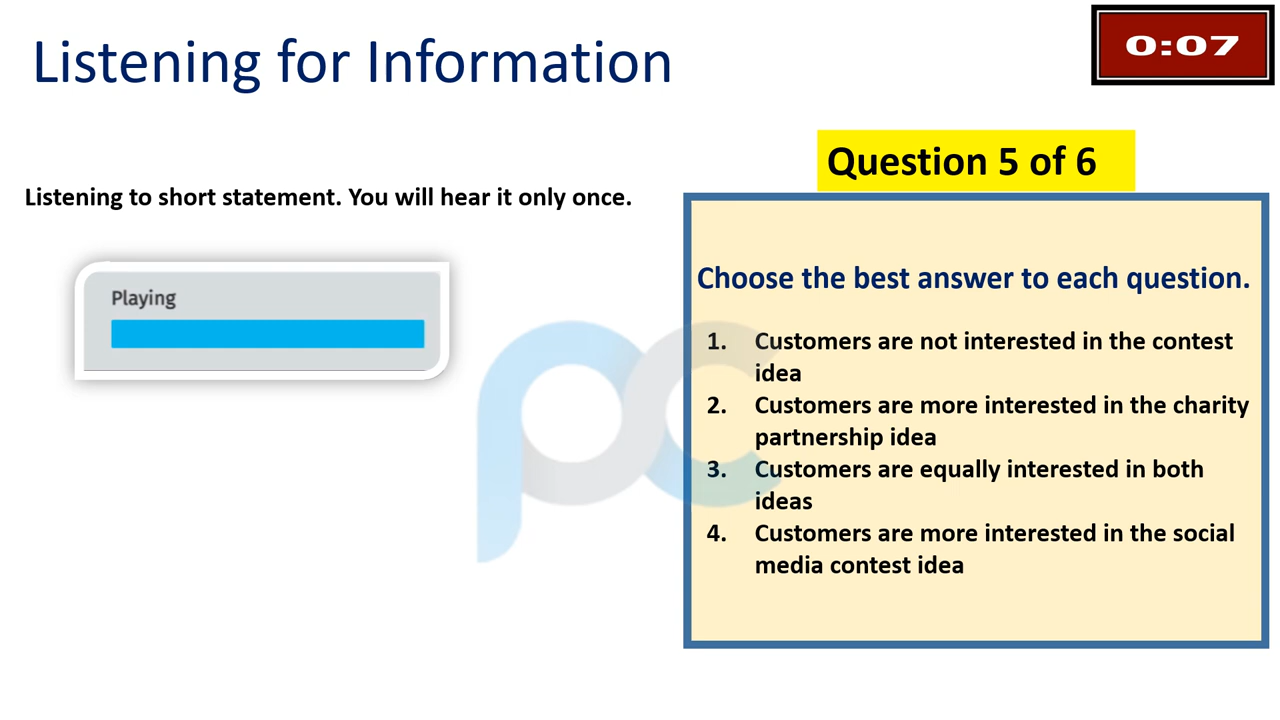 Listening for Information
0:07
Question 5 of 6
Listening to short statement. You will hear it only once.
Playing
Choose the best answer to each question.
1. Customers are not interested in the contest
idea
2. Customers are more interested in the charity
partnership idea
3. Customers are equally interested in both
ideas
4. Customers are more interested in the social
media contest idea
pc